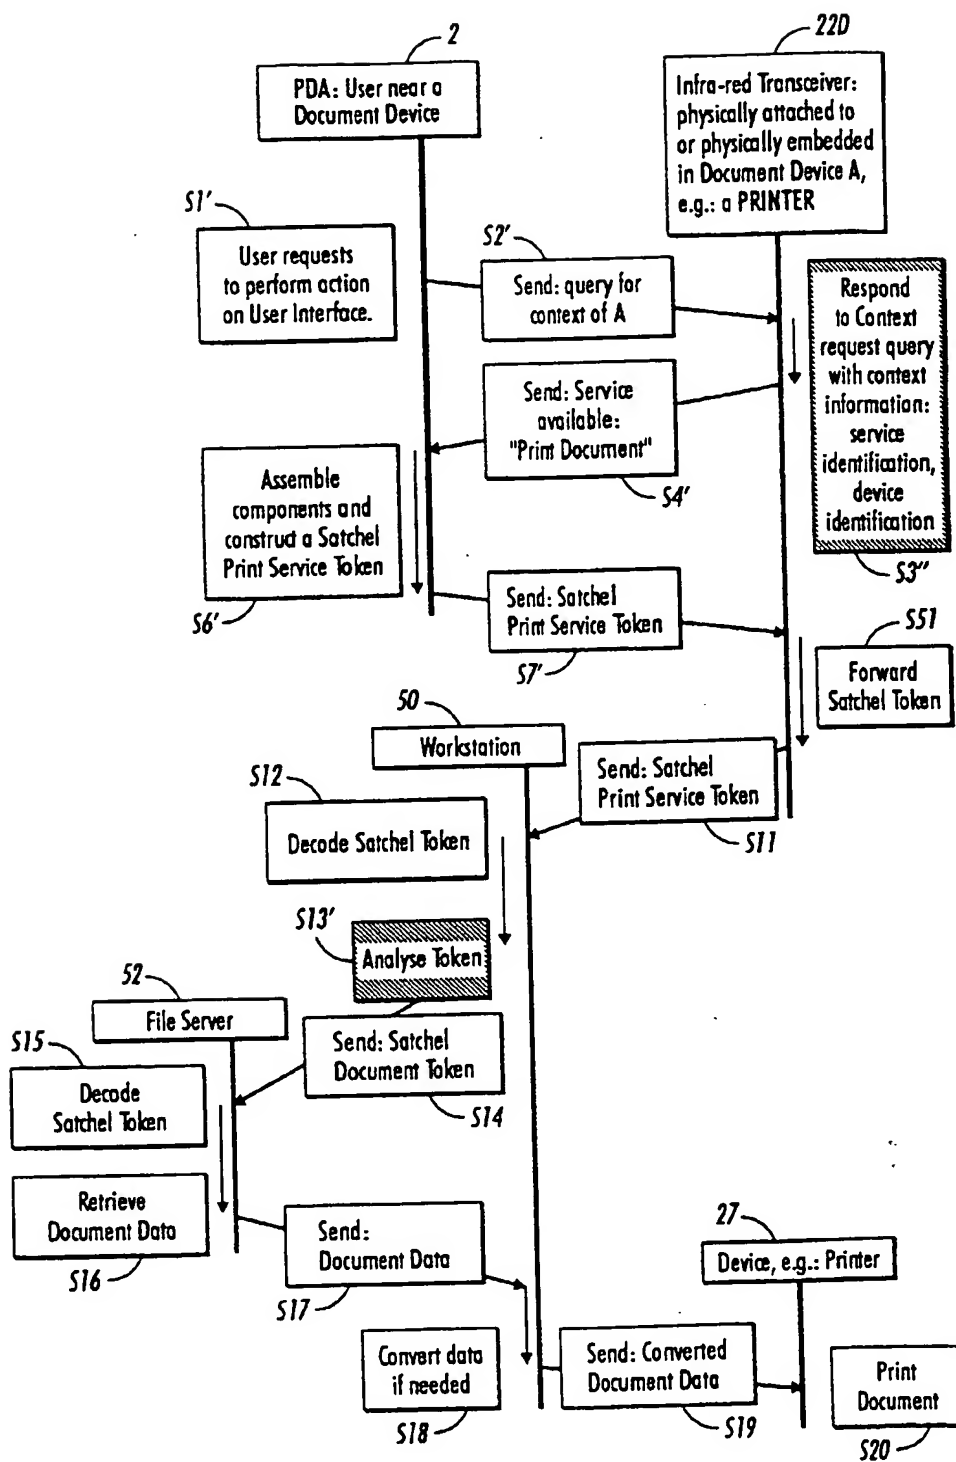 2
22D
PDA: User near a
Document Device
Infra-red Transceiver:
physically attached to
or physically embedded
in Document Device A,
e.g.: a PRINTER
S1'
User requests
to perform action
on User Interface.
S2'
Send: query for
context of A
Respond
to Context
request query
with context
information:
service
identification,
device
identification
S3''
Send: Service
available:
"Print Document"
S4'
Assemble
components and
construct a Satchel
Print Service Token
S6'
Send: Satchel
Print Service Token
S7'
S51
Forward
Satchel Token
50
Workstation
Send: Satchel
Print Service Token
S11
S12
Decode Satchel Token
S13'
Analyse Token
52
File Server
Send: Satchel
Document Token
S14
S15
Decode
Satchel Token
Retrieve
Document Data
S16
Send:
Document Data
S17
27
Device, e.g.: Printer
Convert data
if needed
S18
Send: Converted
Document Data
S19
Print
Document
S20